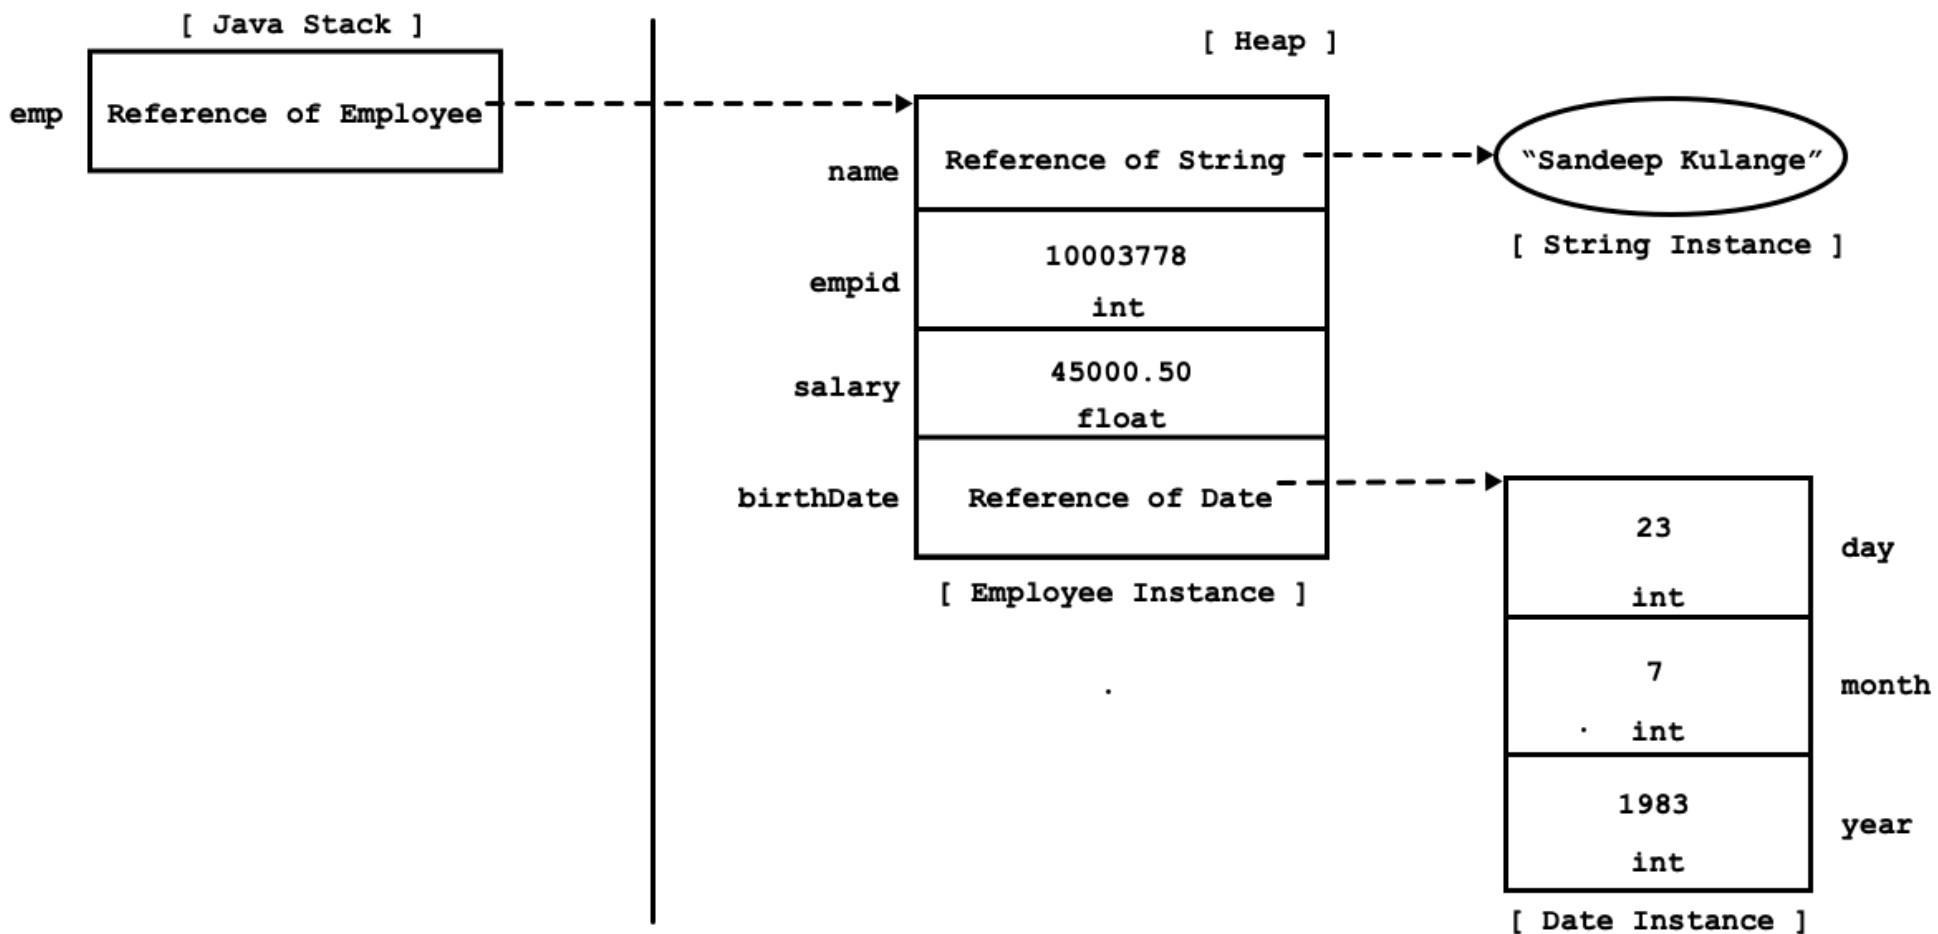 [ Java Stack ]
emp
Reference of Employee
[ Heap ]
name
Reference of String
empid
10003778
int
salary
45000.50
float
birthDate
Reference of Date
[ Employee Instance ]
“Sandeep Kulange”
[ String Instance ]
23
int
day
7
int
month
1983
int
year
[ Date Instance ]